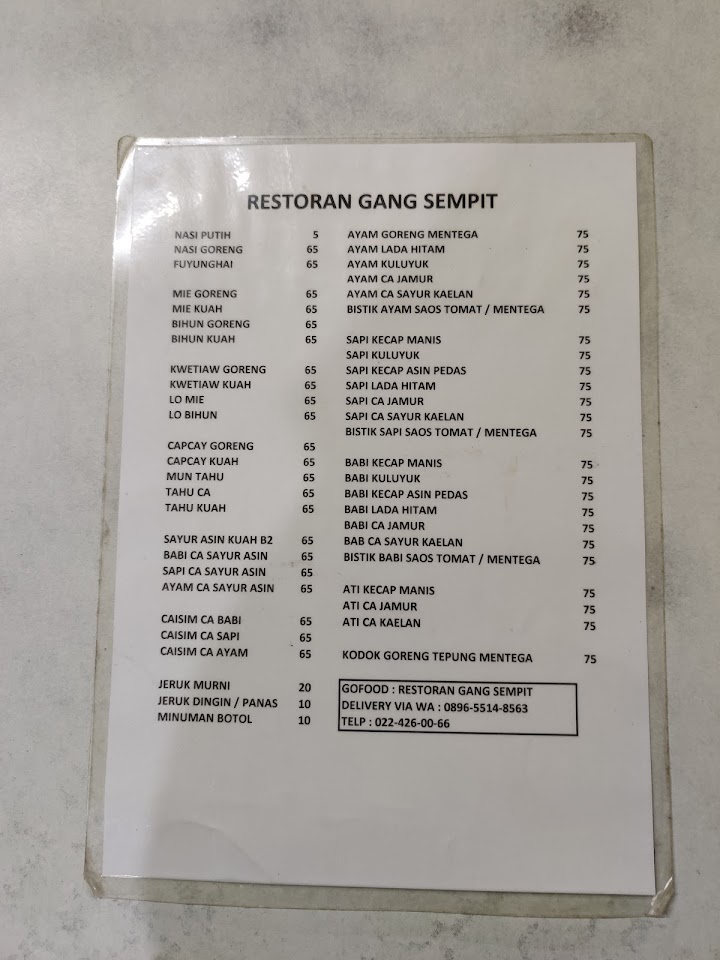 RESTORAN GANG SEMPIT
NASI PUTIH 5
NASI GORENG 65
FUYUNGHAI 65
MIE GORENG 65
MIE KUAH 65
BIHUN GORENG 65
BIHUN KUAH 65
KWETIAW GORENG 65
KWETIAW KUAH 65
LO MIE 65
LO BIHUN 65
CAPCAY GORENG 65
CAPCAY KUAH 65
MUN TAHU 65
TAHU CA 65
TAHU KUAH 65
SAYUR ASIN KUAH B2 65
BABI CA SAYUR ASIN 65
SAPI CA SAYUR ASIN 65
AYAM CA SAYUR ASIN 65
CAISIM CA BABI 65
CAISIM CA SAPI 65
CAISIM CA AYAM 65
JERUK MURNI 20
JERUK DINGIN / PANAS 10
MINUMAN BOTOL 10
AYAM GORENG MENTEGA 75
AYAM LADA HITAM 75
AYAM KULUYUK 75
AYAM CA JAMUR 75
AYAM CA SAYUR KAELAN 75
BISTIK AYAM SAOS TOMAT / MENTEGA 75
SAPI KECAP MANIS 75
SAPI KULUYUK 75
SAPI KECAP ASIN PEDAS 75
SAPI LADA HITAM 75
SAPI CA JAMUR 75
SAPI CA SAYUR KAELAN 75
BISTIK SAPI SAOS TOMAT / MENTEGA 75
BABI KECAP MANIS 75
BABI KULUYUK 75
BABI KECAP ASIN PEDAS 75
BABI LADA HITAM 75
BABI CA JAMUR 75
BAB CA SAYUR KAELAN 75
BISTIK BABI SAOS TOMAT / MENTEGA 75
ATI KECAP MANIS 75
ATI CA JAMUR 75
ATI CA KAELAN 75
KODOK GORENG TEPUNG MENTEGA 75
GOFOOD : RESTORAN GANG SEMPIT
DELIVERY VIA WA : 0896-5514-8563
TELP : 022-426-00-66